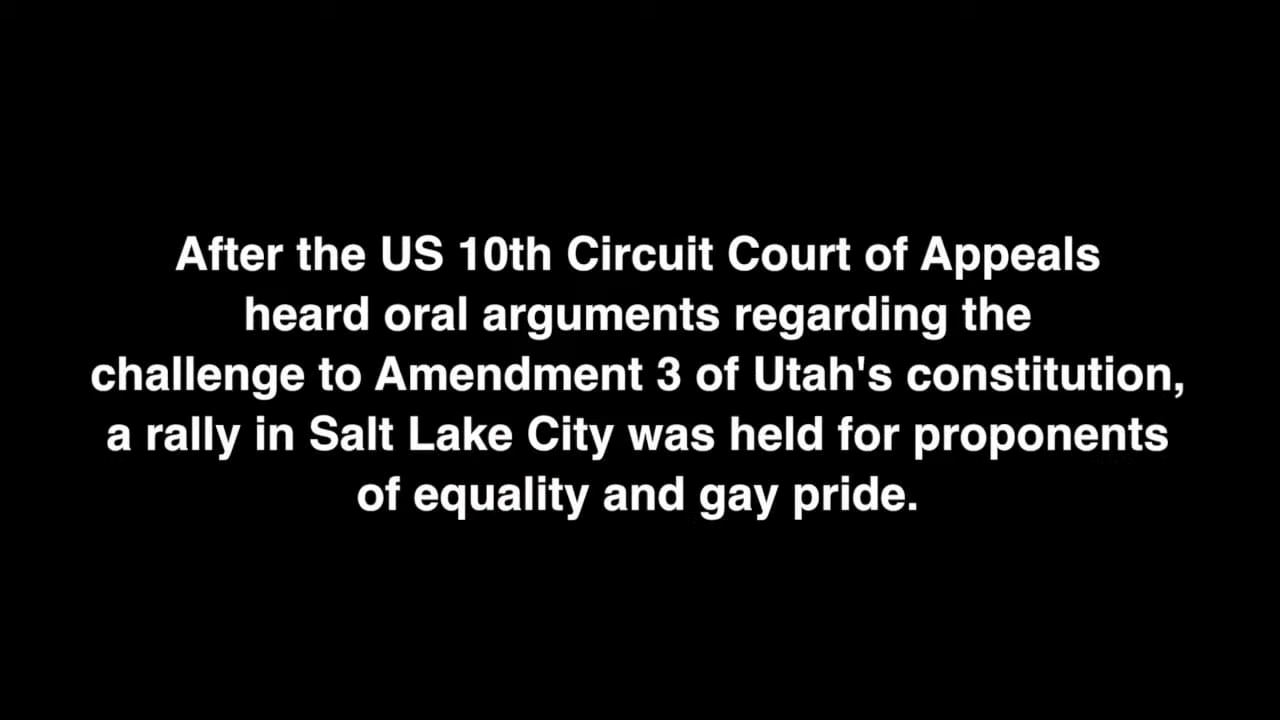 After the US 10th Circuit Court of Appeals
heard oral arguments regarding the
challenge to Amendment 3 of Utah's constitution,
a rally in Salt Lake City was held for proponents
of equality and gay pride.